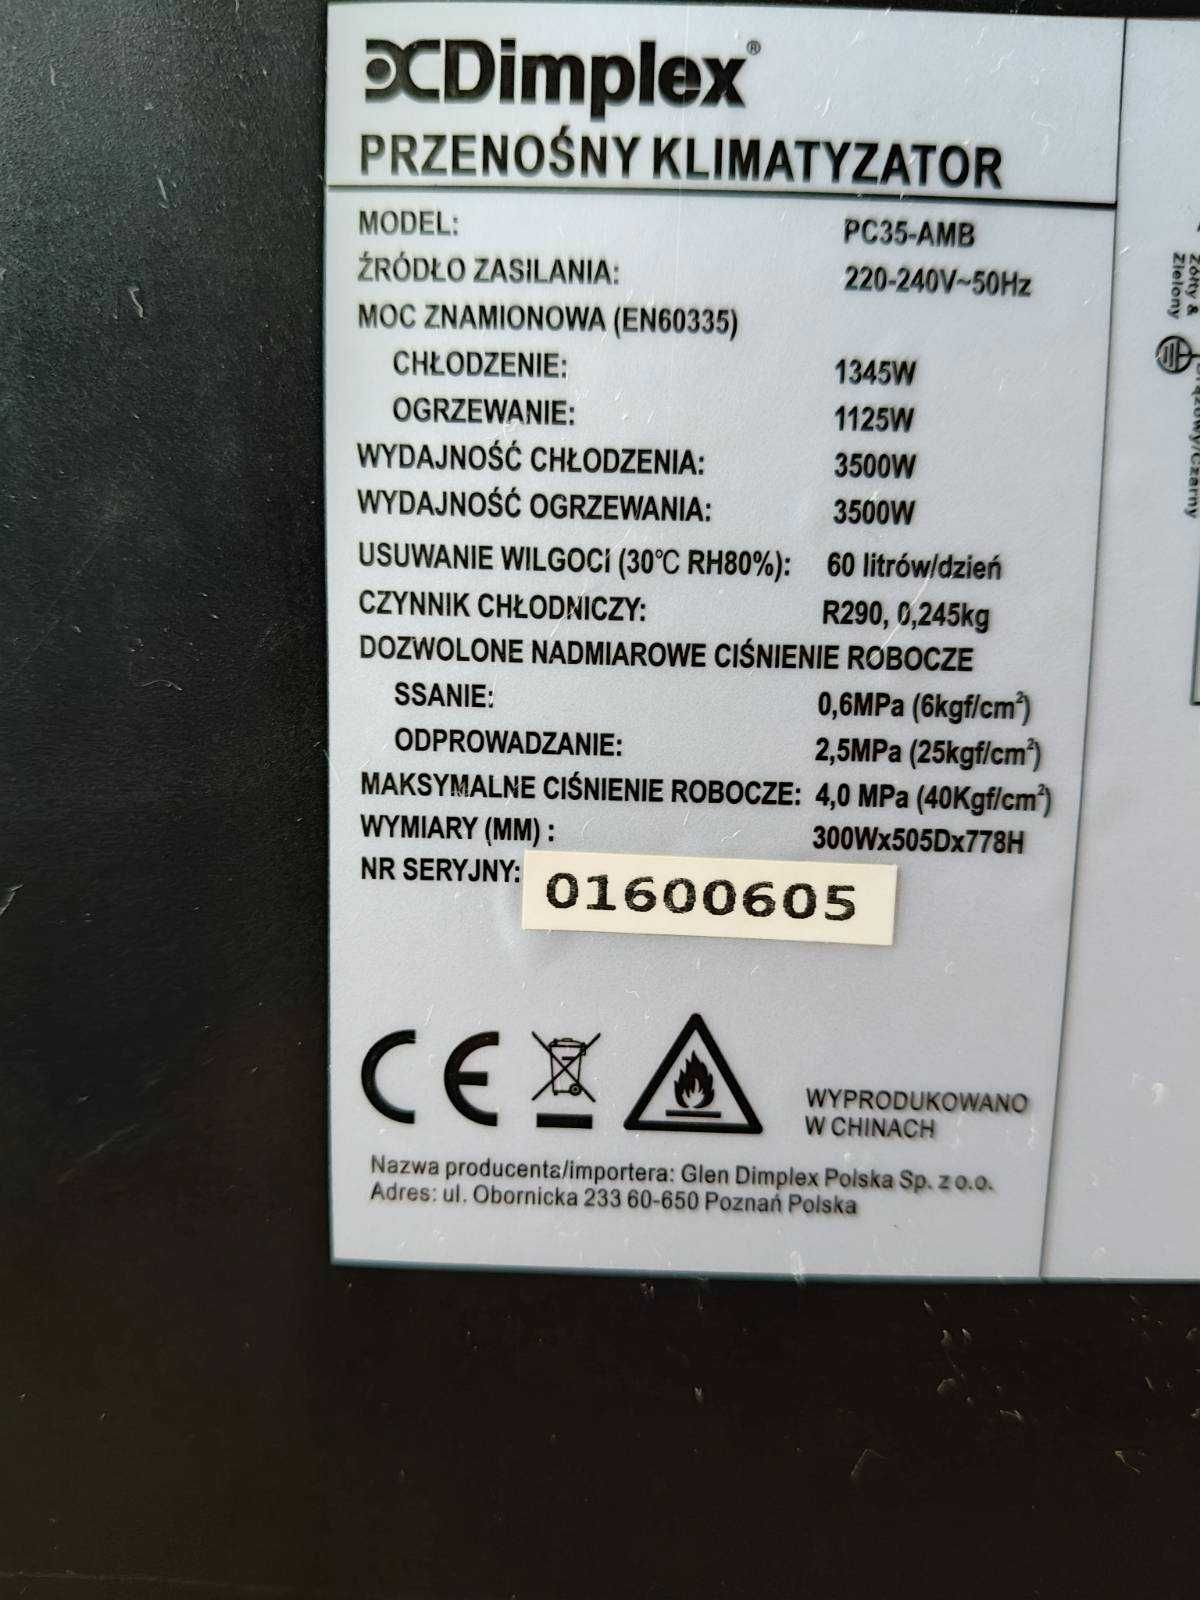 Dimplex®
PRZENOŚNY KLIMATYZATOR
MODEL: PC35-AMB
ŹRÓDŁO ZASILANIA: 220-240V~50Hz
MOC ZNAMIONOWA (EN60335)
CHŁODZENIE: 1345W
OGRZEWANIE: 1125W
WYDAJNOŚĆ CHŁODZENIA: 3500W
WYDAJNOŚĆ OGRZEWANIA: 3500W
USUWANIE WILGOCI (30℃ RH80%): 60 litrów/dzień
CZYNNIK CHŁODNICZY: R290, 0,245kg
DOZWOLONE NADMIAROWE CIŚNIENIE ROBOCZE
SSANIE: 0,6MPa (6kgf/cm²)
ODPROWADZANIE: 2,5MPa (25kgf/cm²)
MAKSYMALNE CIŚNIENIE ROBOCZE: 4,0 MPa (40Kgf/cm²)
WYMIARY (MM) : 300Wx505Dx778H
NR SERYJNY: 01600605
CE
WYPRODUKOWANO
W CHINACH
Nazwa producenta/importera: Glen Dimplex Polska Sp. z o.o.
Adres: ul. Obornicka 233 60-650 Poznań Polska
Żółty &
Zielony